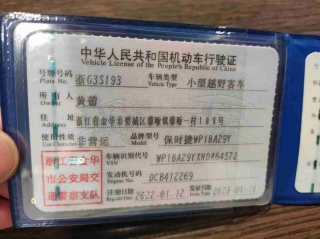 中华人民共和国机动车行驶证
Vehicle License of the People's Republic of China
号牌号码 浙G3S193 车辆类型 小型越野客车
Vehicle Type
所有人 黄蕾
Owner
住址 浙江省金华市婺城区
Address
使用性质 非营运 品牌型号 保时捷WP1BA29Y
Use Character Model
浙江省金华 车辆识别代号 WP1BA29YXNDA64572
VIN
市公安局交 发动机号码 DCB412269
Engine No.
通警察支队 注册日期 2022-01-12 发证日期 2022-01-14